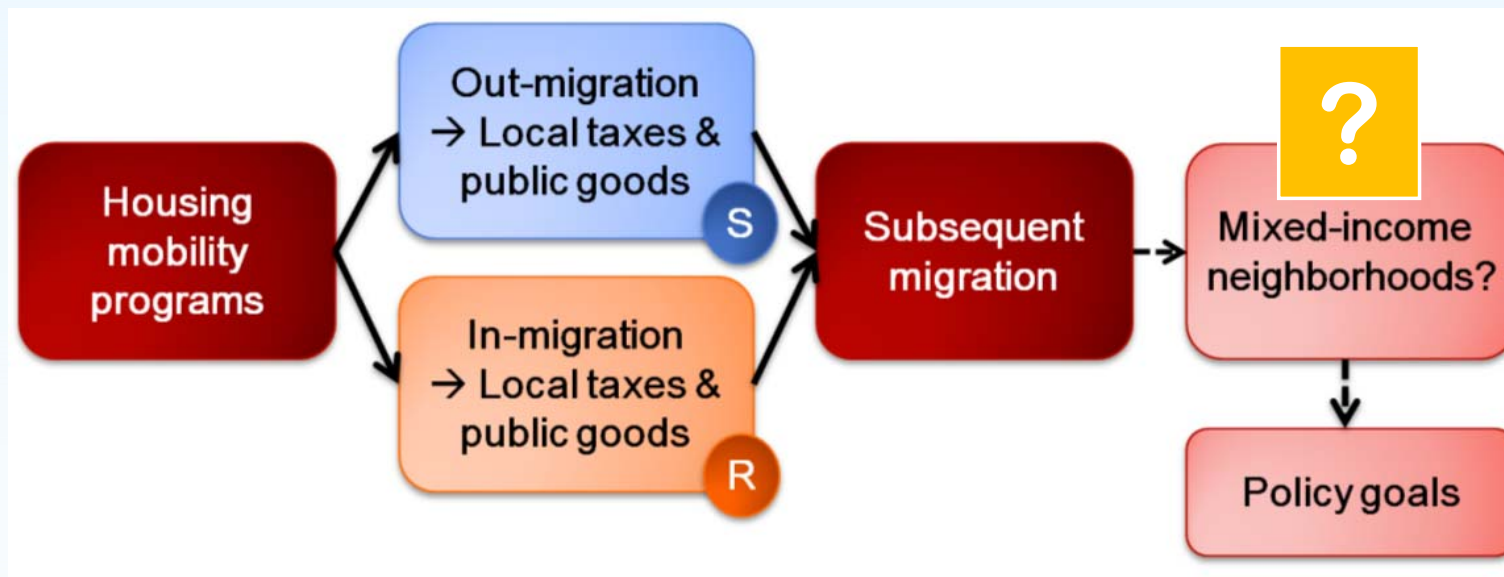 Housing
mobility
programs
Out-migration
→ Local taxes &
public goods
S
In-migration
→ Local taxes &
public goods
R
Subsequent
migration
?
Mixed-income
neighborhoods?
Policy goals